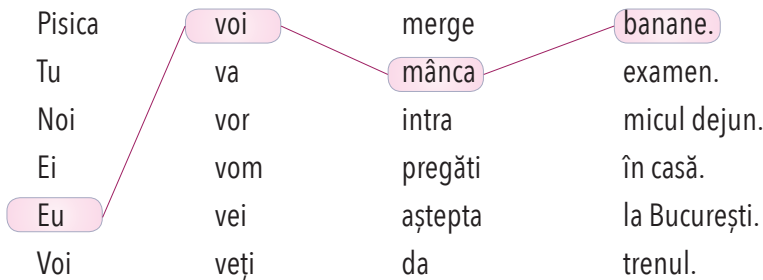 Pisica voi merge banane.
Tu va mânca examen.
Noi vor intra micul dejun.
Ei vom pregăti în casă.
Eu vei aștepta la București.
Voi veți da trenul.